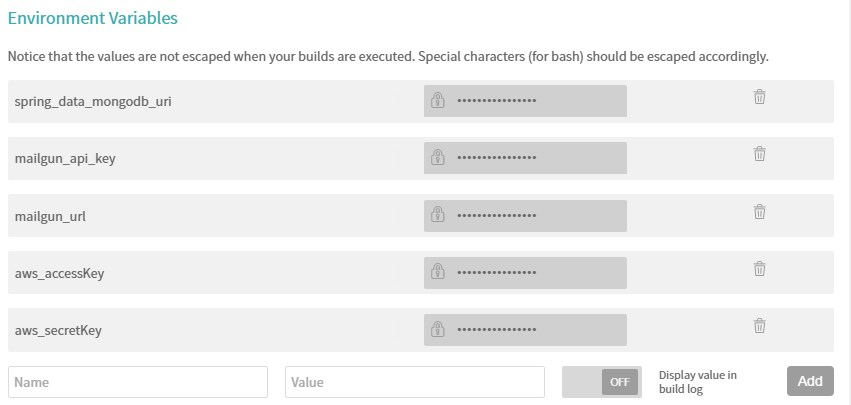 Environment Variables
Notice that the values are not escaped when your builds are executed. Special characters (for bash) should be escaped accordingly.
spring_data_mongodb_uri ••••••••••••••••
mailgun_api_key ••••••••••••••••
mailgun_url ••••••••••••••••
aws_accessKey ••••••••••••••••
aws_secretKey ••••••••••••••••
Name Value OFF Display value in build log Add